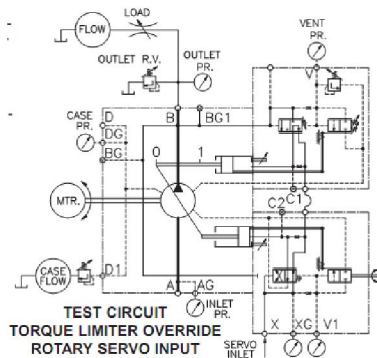 LOAD
FLOW
OUTLET R.V.
OUTLET
PR.
VENT
PR.
V
CASE
PR.
D
DG
BG
B
BG1
0
1
C1
C2
MTR.
CASE
FLOW
D1
A
AG
INLET
PR.
X
XG
V1
SERVO
INLET
TEST CIRCUIT
TORQUE LIMITER OVERRIDE
ROTARY SERVO INPUT